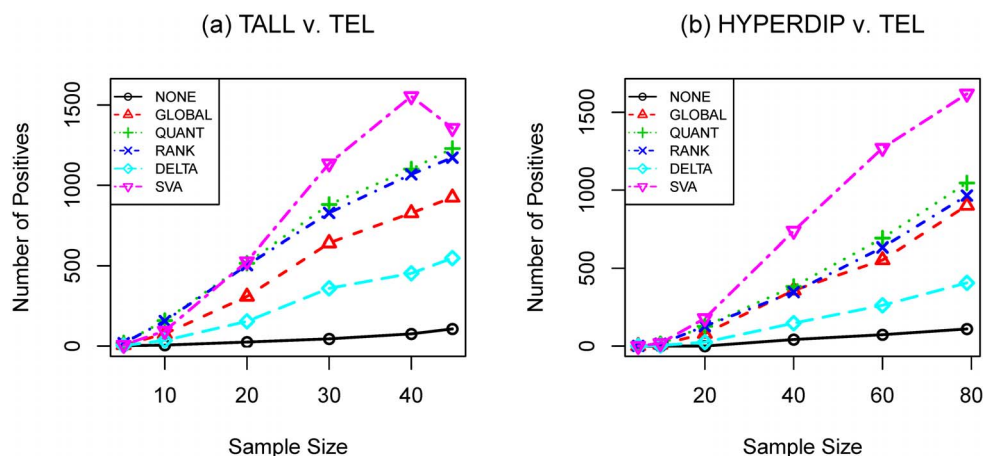 (a) TALL v. TEL
Number of Positives
0
500
1000
1500
NONE
GLOBAL
QUANT
RANK
DELTA
SVA
10
20
30
40
Sample Size
(b) HYPERDIP v. TEL
Number of Positives
0
500
1000
1500
NONE
GLOBAL
QUANT
RANK
DELTA
SVA
20
40
60
80
Sample Size